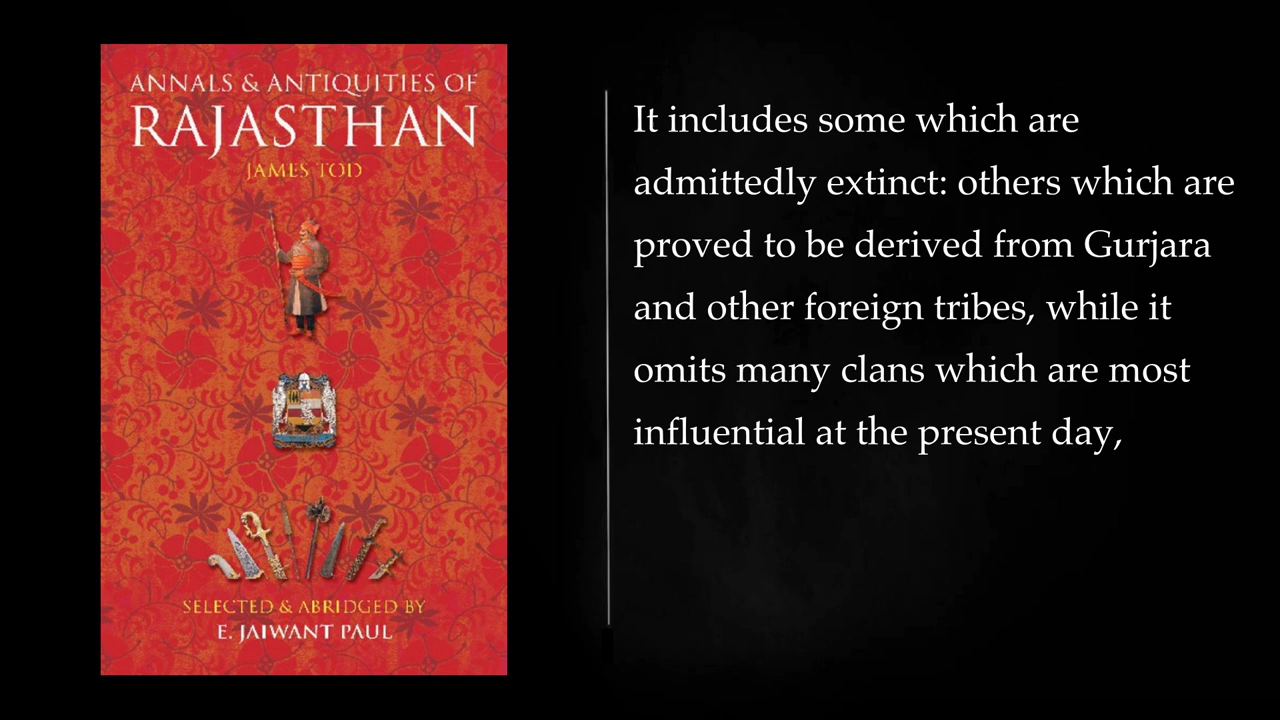 ANNALS & ANTIQUITIES OF
RAJASTHAN
JAMES TOD
SELECTED & ABRIDGED BY
E. JAIWANT PAUL
It includes some which are
admittedly extinct: others which are
proved to be derived from Gurjara
and other foreign tribes, while it
omits many clans which are most
influential at the present day,